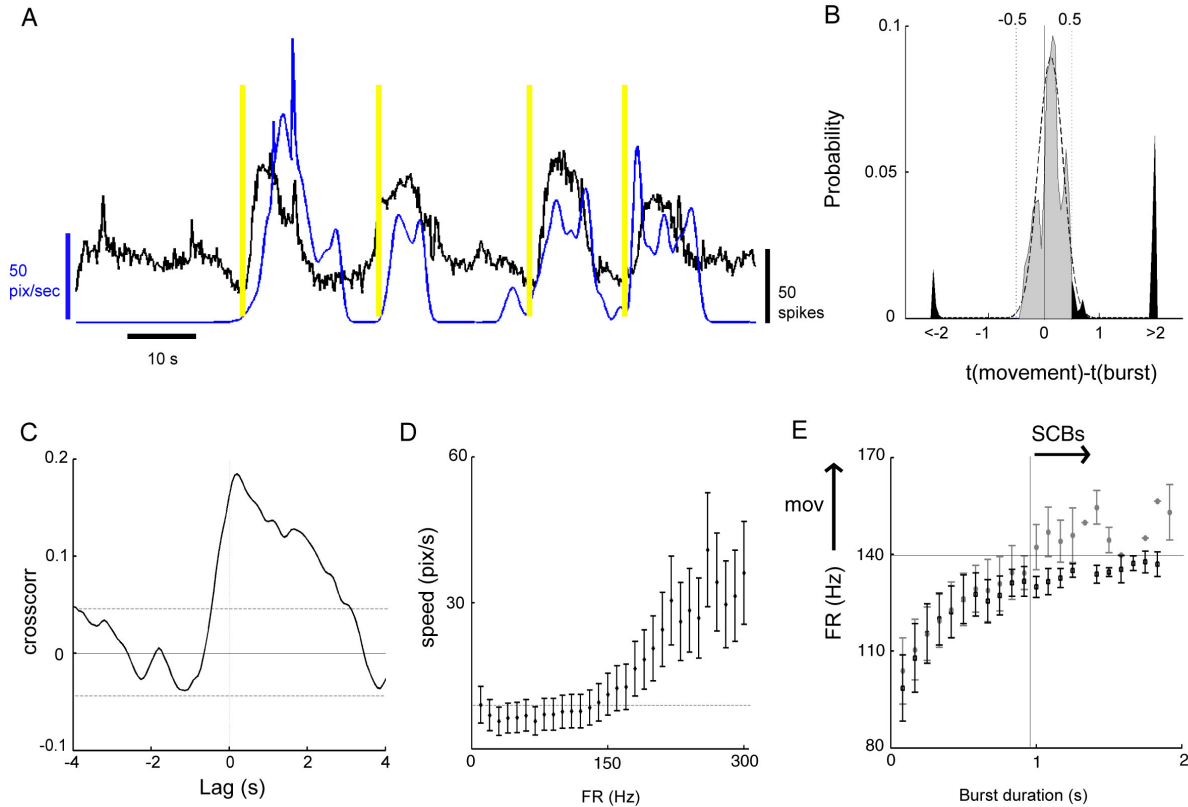 A
50
pix/sec
50
spikes
10 s
B
-0.5 0.5
0.1
0.05
0
<-2 -1 0 1 >2
Probability
t(movement)-t(burst)
C
0.2
0.1
0
-0.1
-4 -2 0 2 4
crosscorr
Lag (s)
D
60
30
0 150 300
speed (pix/s)
FR (Hz)
E
SCBs
mov
170
140
110
80
0 1 2
FR (Hz)
Burst duration (s)